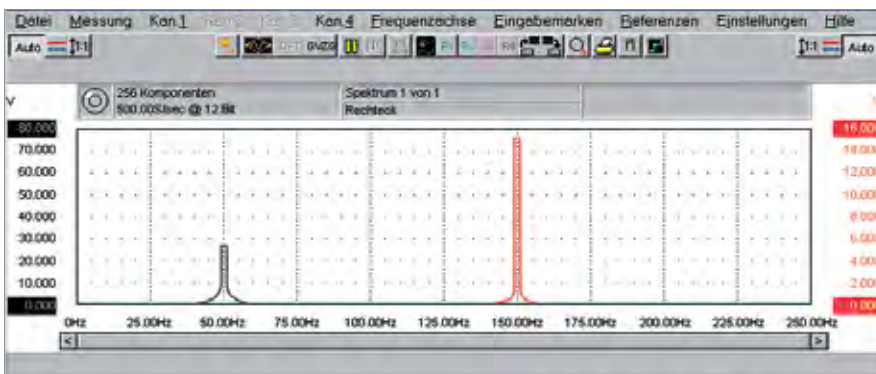 Datei Messung Kan.1 Kan.4 Frequenzachse Eingabemarken Referenzen Einstellungen Hilfe
Auto 1:1 1:1 Auto
V 256 Komponenten Spektrum 1 von 1
500.00S/sec @ 12 Bit Rechteck
80.000 16.000
70.000 14.000
60.000 12.000
50.000 10.000
40.000 8.000
30.000 6.000
20.000 4.000
10.000 2.000
0.000 0.000
0Hz 25.00Hz 50.00Hz 75.00Hz 100.00Hz 125.00Hz 150.00Hz 175.00Hz 200.00Hz 225.00Hz 250.00Hz
< >